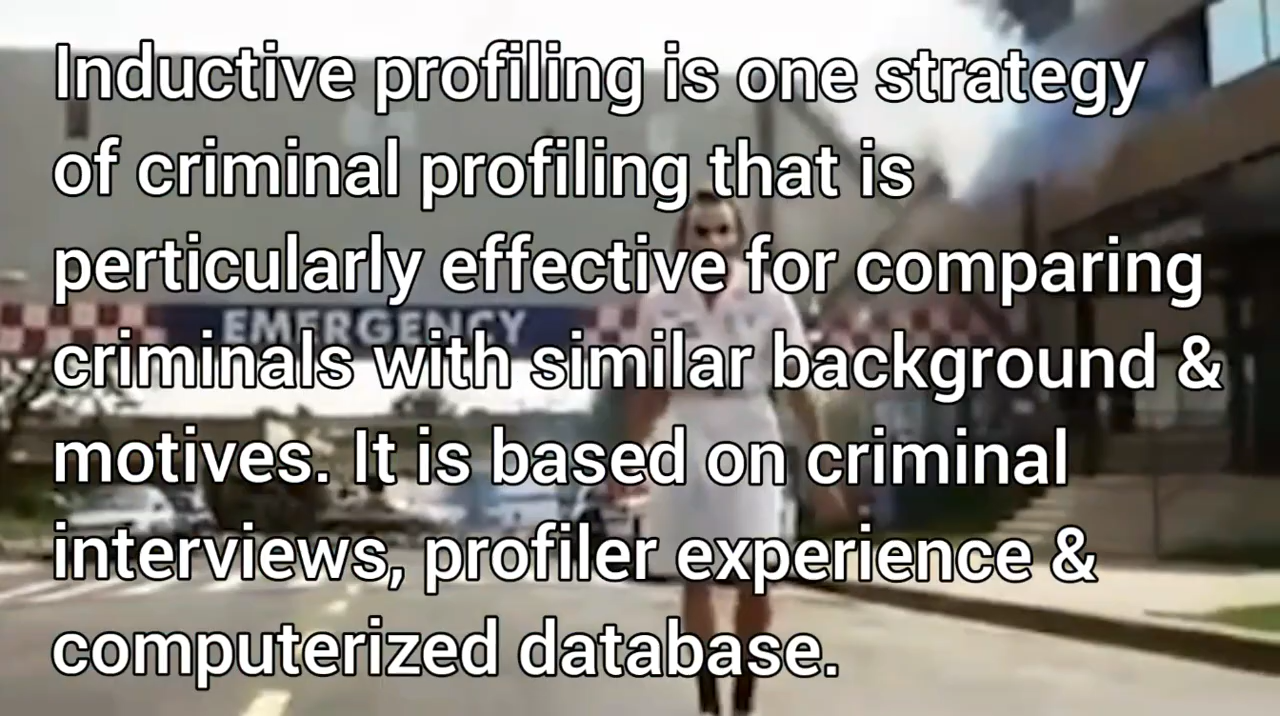 Inductive profiling is one strategy
of criminal profiling that is
perticularly effective for comparing
EMERGENCY
criminals with similar background &
motives. It is based on criminal
interviews, profiler experience &
computerized database.